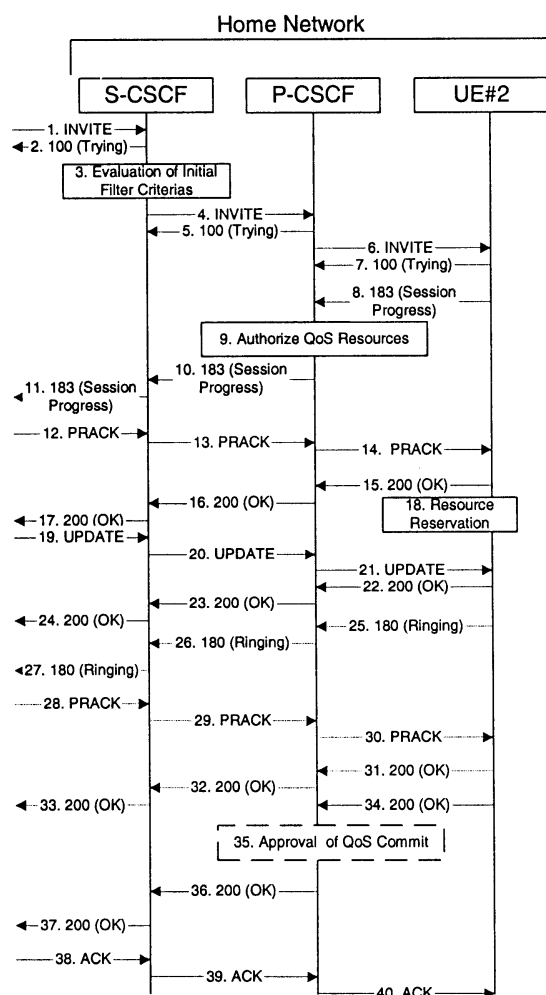 Home Network
S-CSCF
P-CSCF
UE#2
1. INVITE
2. 100 (Trying)
3. Evaluation of Initial
Filter Criterias
4. INVITE
5. 100 (Trying)
6. INVITE
7. 100 (Trying)
8. 183 (Session
Progress)
9. Authorize QoS Resources
10. 183 (Session
Progress)
11. 183 (Session
Progress)
12. PRACK
13. PRACK
14. PRACK
15. 200 (OK)
16. 200 (OK)
17. 200 (OK)
18. Resource
Reservation
19. UPDATE
20. UPDATE
21. UPDATE
22. 200 (OK)
23. 200 (OK)
24. 200 (OK)
25. 180 (Ringing)
26. 180 (Ringing)
27. 180 (Ringing)
28. PRACK
29. PRACK
30. PRACK
31. 200 (OK)
32. 200 (OK)
33. 200 (OK)
34. 200 (OK)
35. Approval of QoS Commit
36. 200 (OK)
37. 200 (OK)
38. ACK
39. ACK
40. ACK